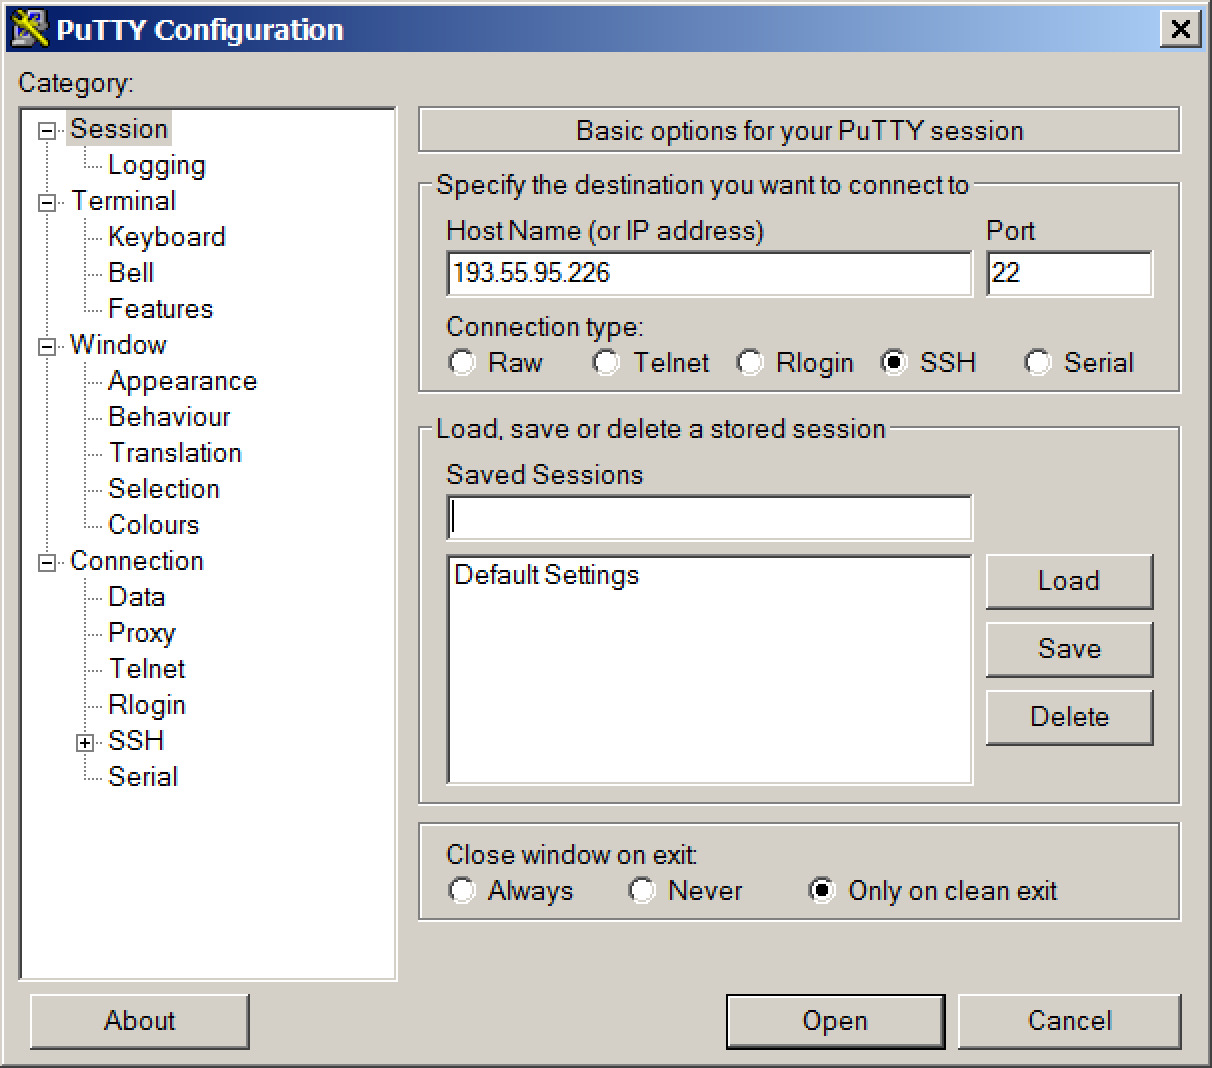 PuTTY Configuration
Category:
Session
Logging
Terminal
Keyboard
Bell
Features
Window
Appearance
Behaviour
Translation
Selection
Colours
Connection
Data
Proxy
Telnet
Rlogin
SSH
Serial
Basic options for your PuTTY session
Specify the destination you want to connect to
Host Name (or IP address) Port
193.55.95.226 22
Connection type:
Raw Telnet Rlogin SSH Serial
Load, save or delete a stored session
Saved Sessions
Default Settings
Load
Save
Delete
Close window on exit:
Always Never Only on clean exit
About Open Cancel